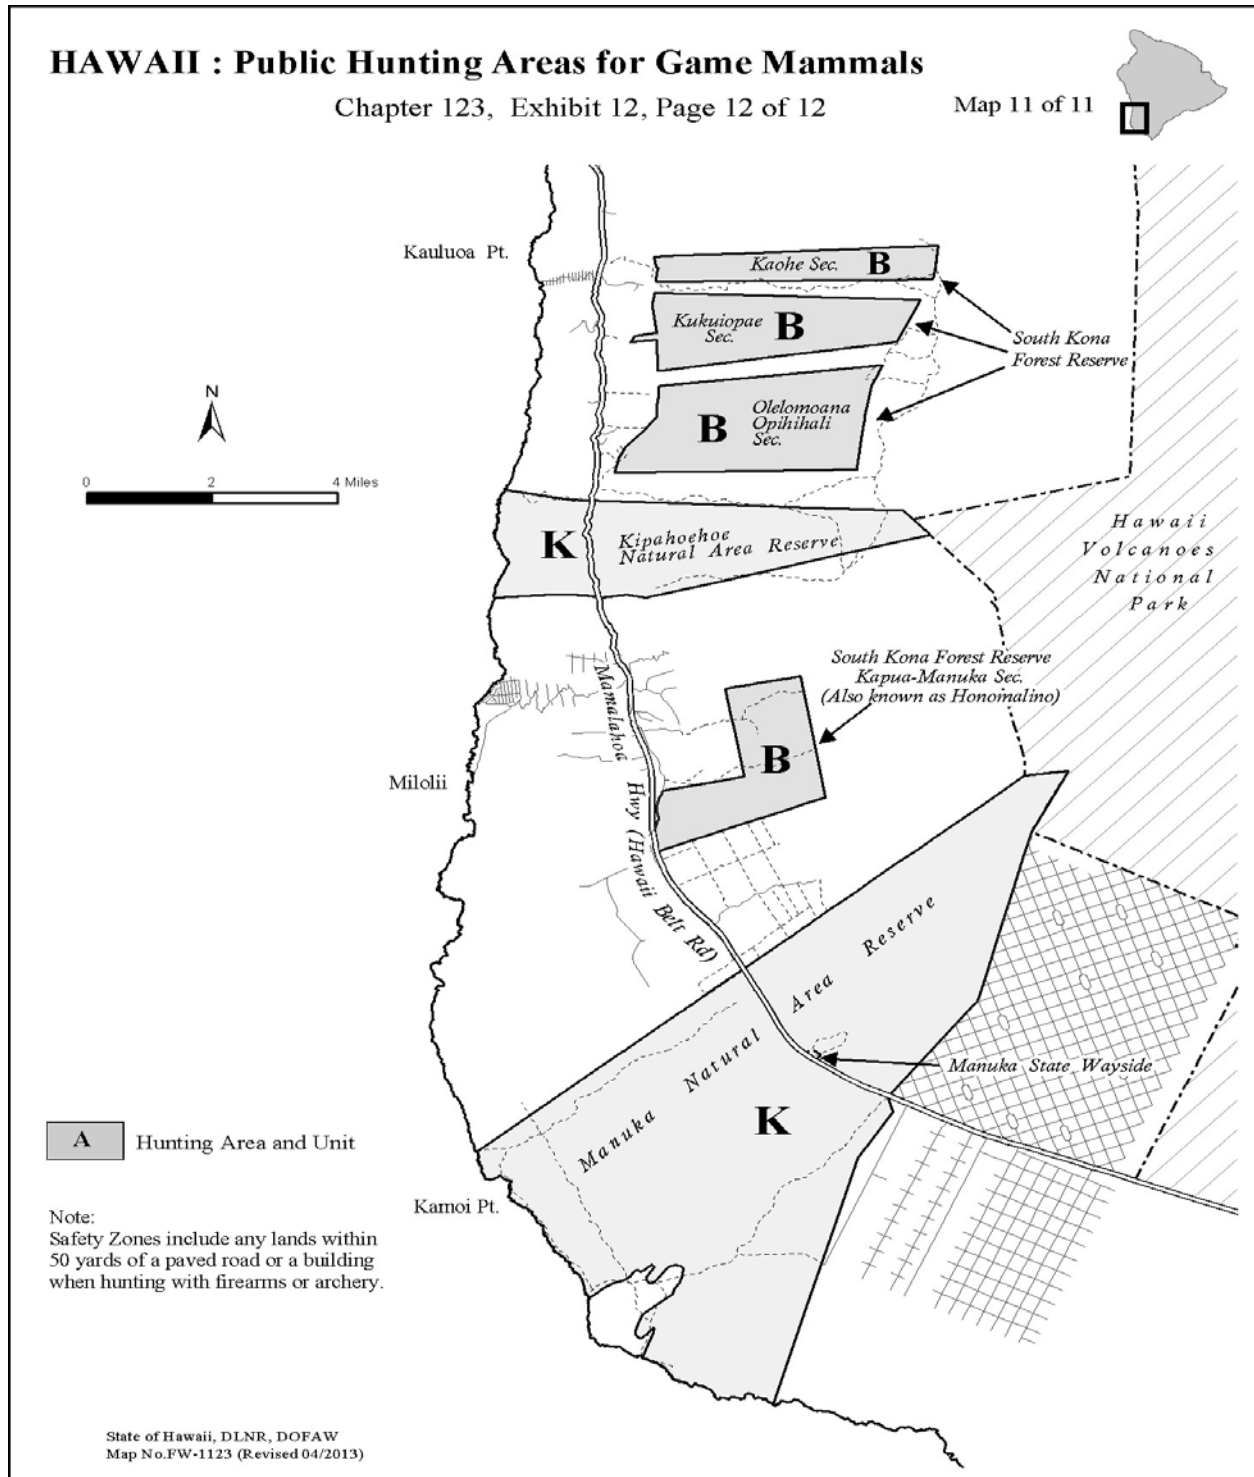 HAWAII : Public Hunting Areas for Game Mammals
Chapter 123, Exhibit 12, Page 12 of 12
Map 11 of 11
Kauluoa Pt.
Kaohe Sec. B
Kukuiopae
Sec.
B
South Kona
Forest Reserve
Olelomoana
Opihihali
Sec.
B
N
0 2 4 Miles
K
Kipahoehoe
Natural Area Reserve
Hawaii
Volcanoes
National
Park
South Kona Forest Reserve
Kapua-Manuka Sec.
(Also known as Honomalino)
B
Mamalahoa Hwy (Hawaii Belt Rd)
Milolii
Manuka Natural Area Reserve
Manuka State Wayside
K
A Hunting Area and Unit
Kamoi Pt.
Note:
Safety Zones include any lands within
50 yards of a paved road or a building
when hunting with firearms or archery.
State of Hawaii, DLNR, DOFAW
Map No.FW-1123 (Revised 04/2013)